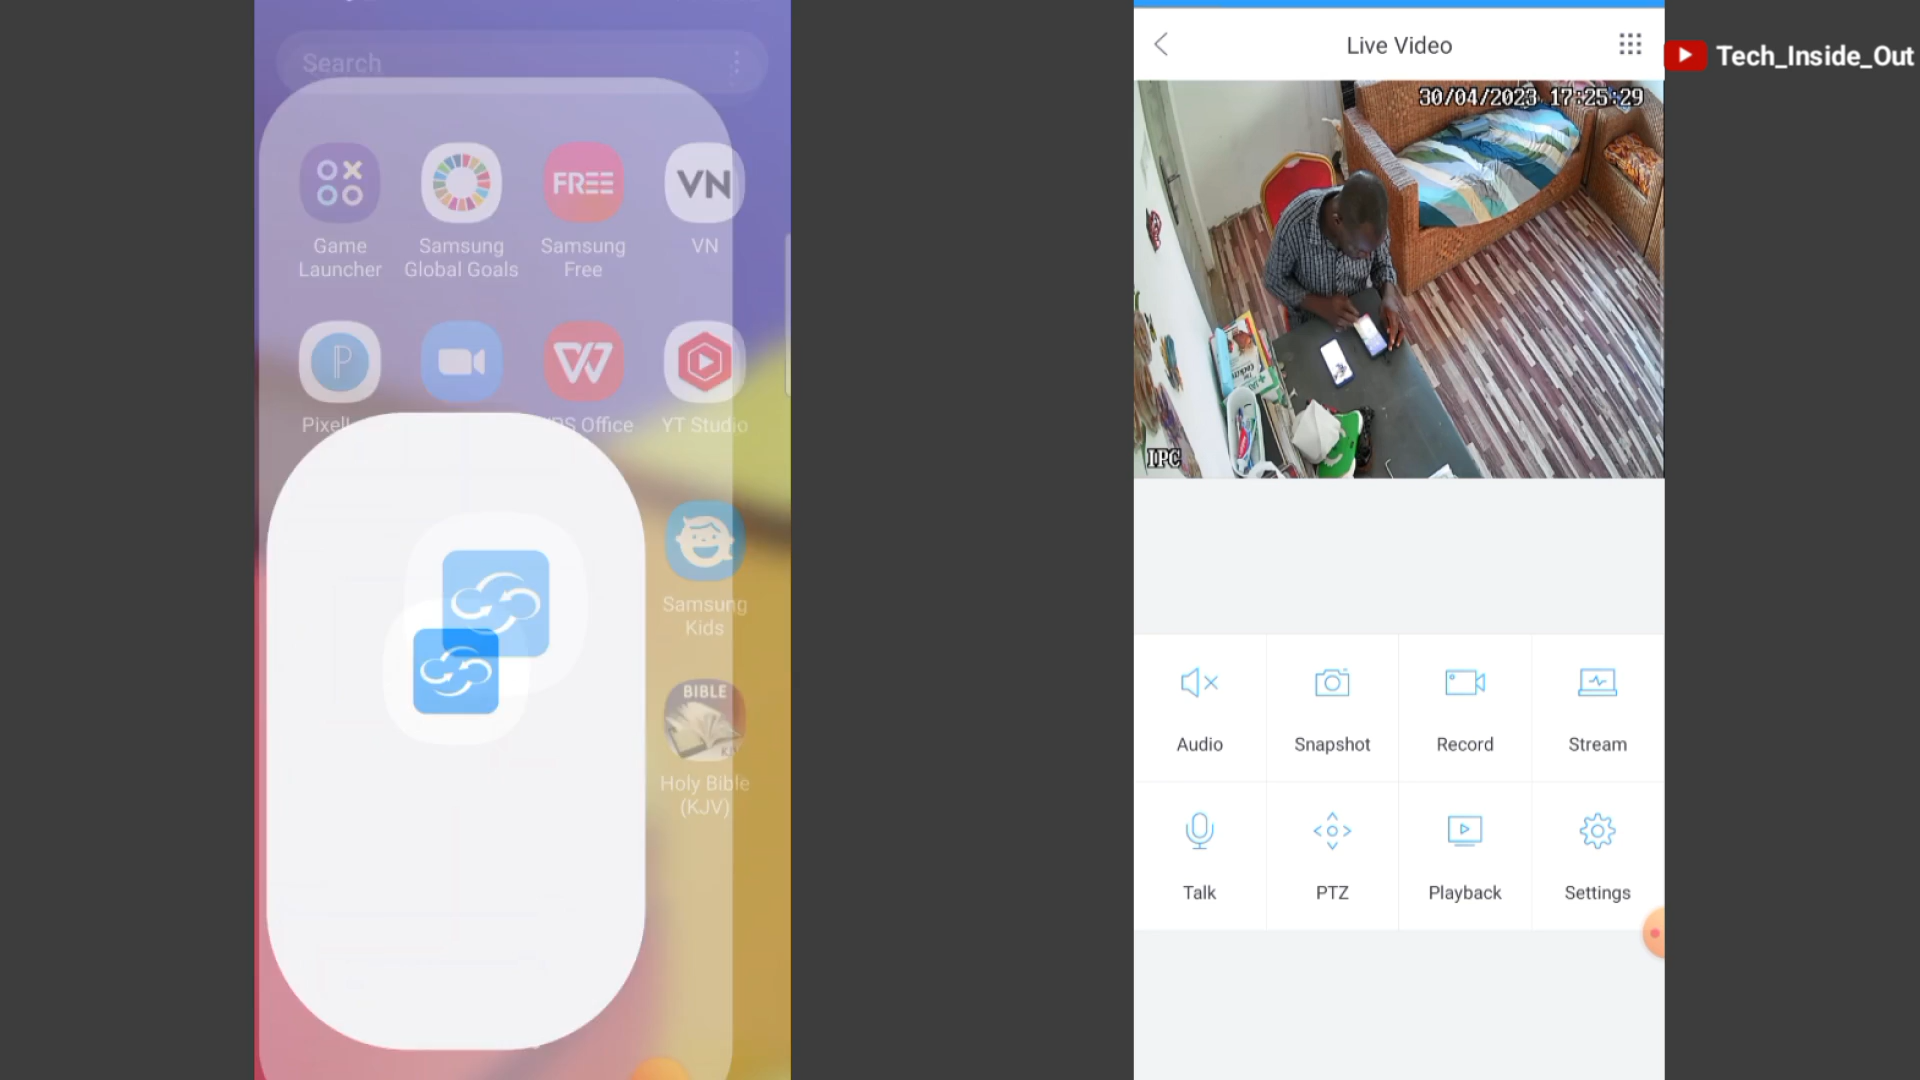 Search
Game
Launcher
Samsung
Global Goals
FREE
Samsung
Free
VN
VN
P
Pixell
W
PS Office
YT Studio
Samsung
Kids
BIBLE
KJV
Holy Bible
(KJV)
Live Video
30/04/2023 17:25:29
IPC
Audio
Snapshot
Record
Stream
Talk
PTZ
Playback
Settings
Tech_Inside_Out